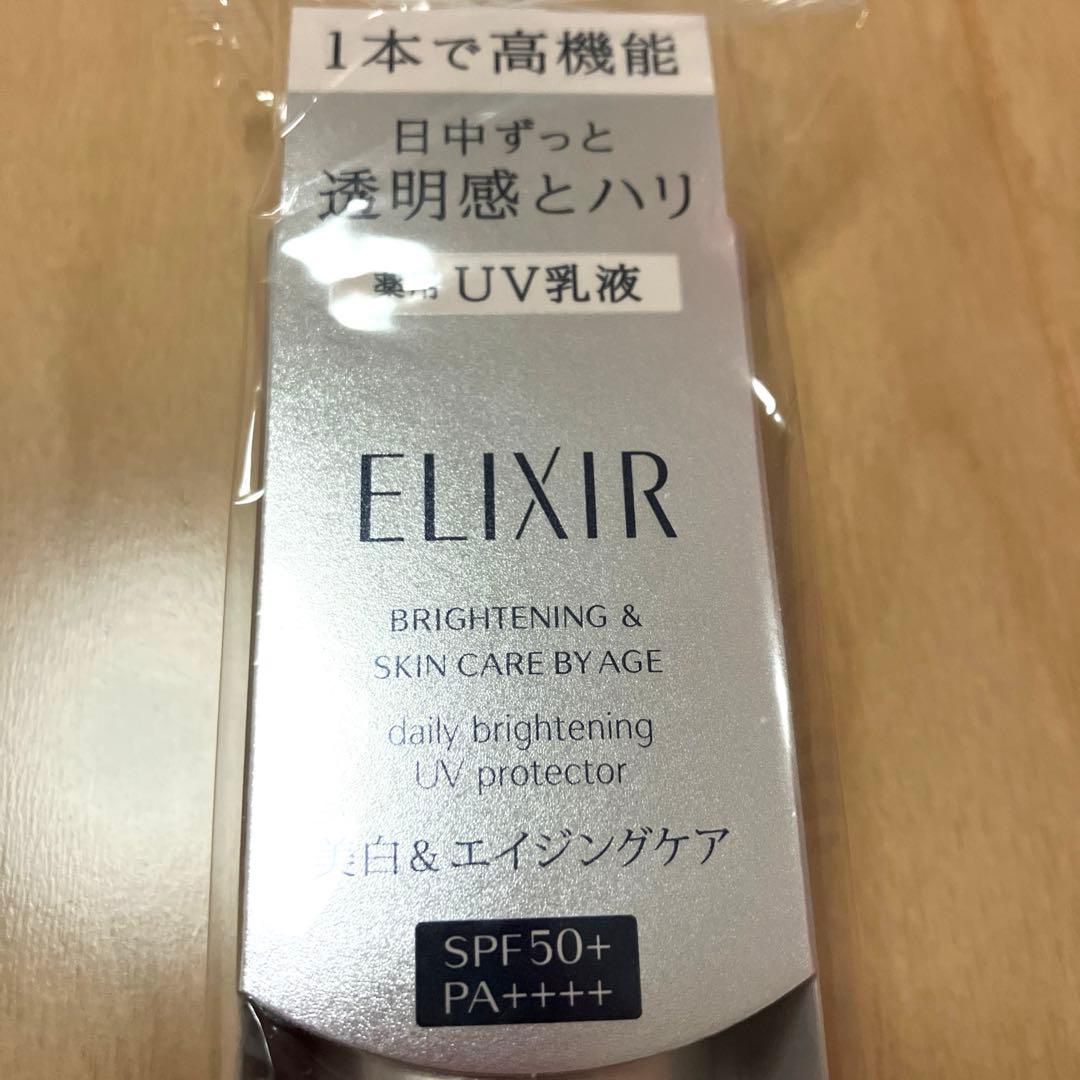 1本で高機能
日中ずっと
透明感とハリ
薬用 UV乳液
ELIXIR
BRIGHTENING &
SKIN CARE BY AGE
daily brightening
UV protector
美白&エイジングケア
SPF50+
PA++++